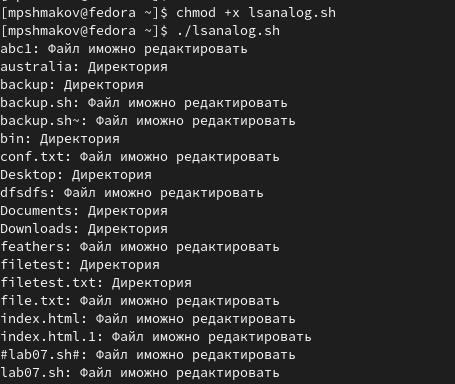 [mpshmakov@fedora ~]$ chmod +x lsanalog.sh
[mpshmakov@fedora ~]$ ./lsanalog.sh
abc1: Файл иможно редактировать
australia: Директория
backup: Директория
backup.sh: Файл иможно редактировать
backup.sh~: Файл иможно редактировать
bin: Директория
conf.txt: Файл иможно редактировать
Desktop: Директория
dfsdfs: Файл иможно редактировать
Documents: Директория
Downloads: Директория
feathers: Файл иможно редактировать
filetest: Директория
filetest.txt: Директория
file.txt: Файл иможно редактировать
index.html: Файл иможно редактировать
index.html.1: Файл иможно редактировать
#lab07.sh#: Файл иможно редактировать
lab07.sh: Файл иможно редактировать